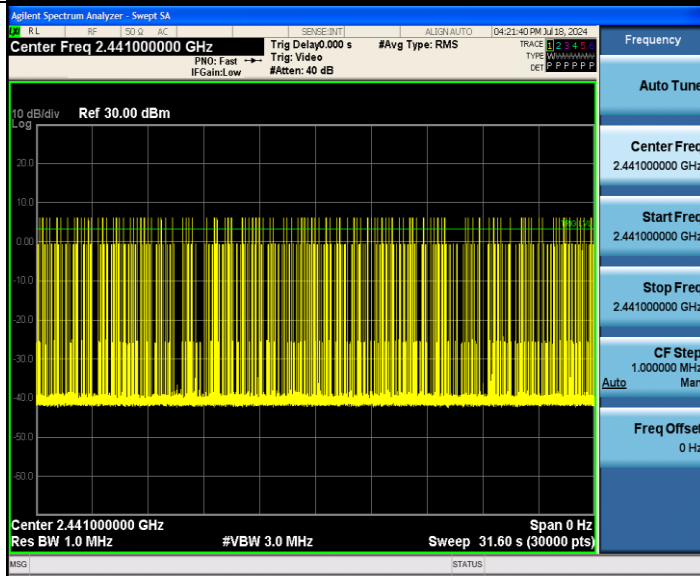 Agilent Spectrum Analyzer - Swept SA
RL RF 50 Ω AC SENSE:INT ALIGN AUTO 04:21:40 PM Jul 18, 2024
Center Freq 2.441000000 GHz
PNO: Fast
IFGain:Low
Trig Delay0.000 s
Trig: Video
#Atten: 40 dB
#Avg Type: RMS
TRACE 1 2 3 4 5 6
TYPE W
DET P P P P P P
10 dB/div Ref 30.00 dBm
Log
20.0
10.0
0.00
-10.0
-20.0
-30.0
-40.0
-50.0
-60.0
Center 2.441000000 GHz Span 0 Hz
Res BW 1.0 MHz #VBW 3.0 MHz Sweep 31.60 s (30000 pts)
MSG STATUS
Frequency
Auto Tune
Center Freq
2.441000000 GHz
Start Freq
2.441000000 GHz
Stop Freq
2.441000000 GHz
CF Step
1.000000 MHz
Auto Man
Freq Offset
0 Hz